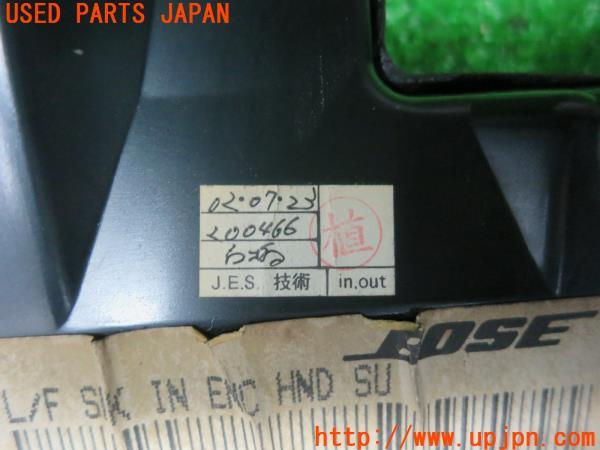 USED PARTS JAPAN
02.07.23
200466
植
J.E.S. 技術
in.out
BOSE
L/F SWK IN ENC HND SU
http://www.upjpn.com/